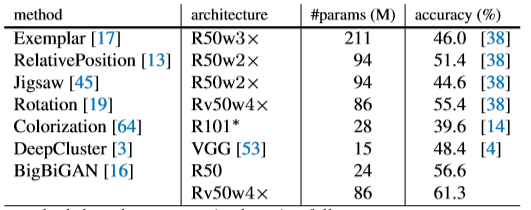 method architecture #params (M) accuracy (%)
Exemplar [17] R50w3× 211 46.0 [38]
RelativePosition [13] R50w2× 94 51.4 [38]
Jigsaw [45] R50w2× 94 44.6 [38]
Rotation [19] Rv50w4× 86 55.4 [38]
Colorization [64] R101* 28 39.6 [14]
DeepCluster [3] VGG [53] 15 48.4 [4]
BigBiGAN [16] R50 24 56.6
Rv50w4× 86 61.3